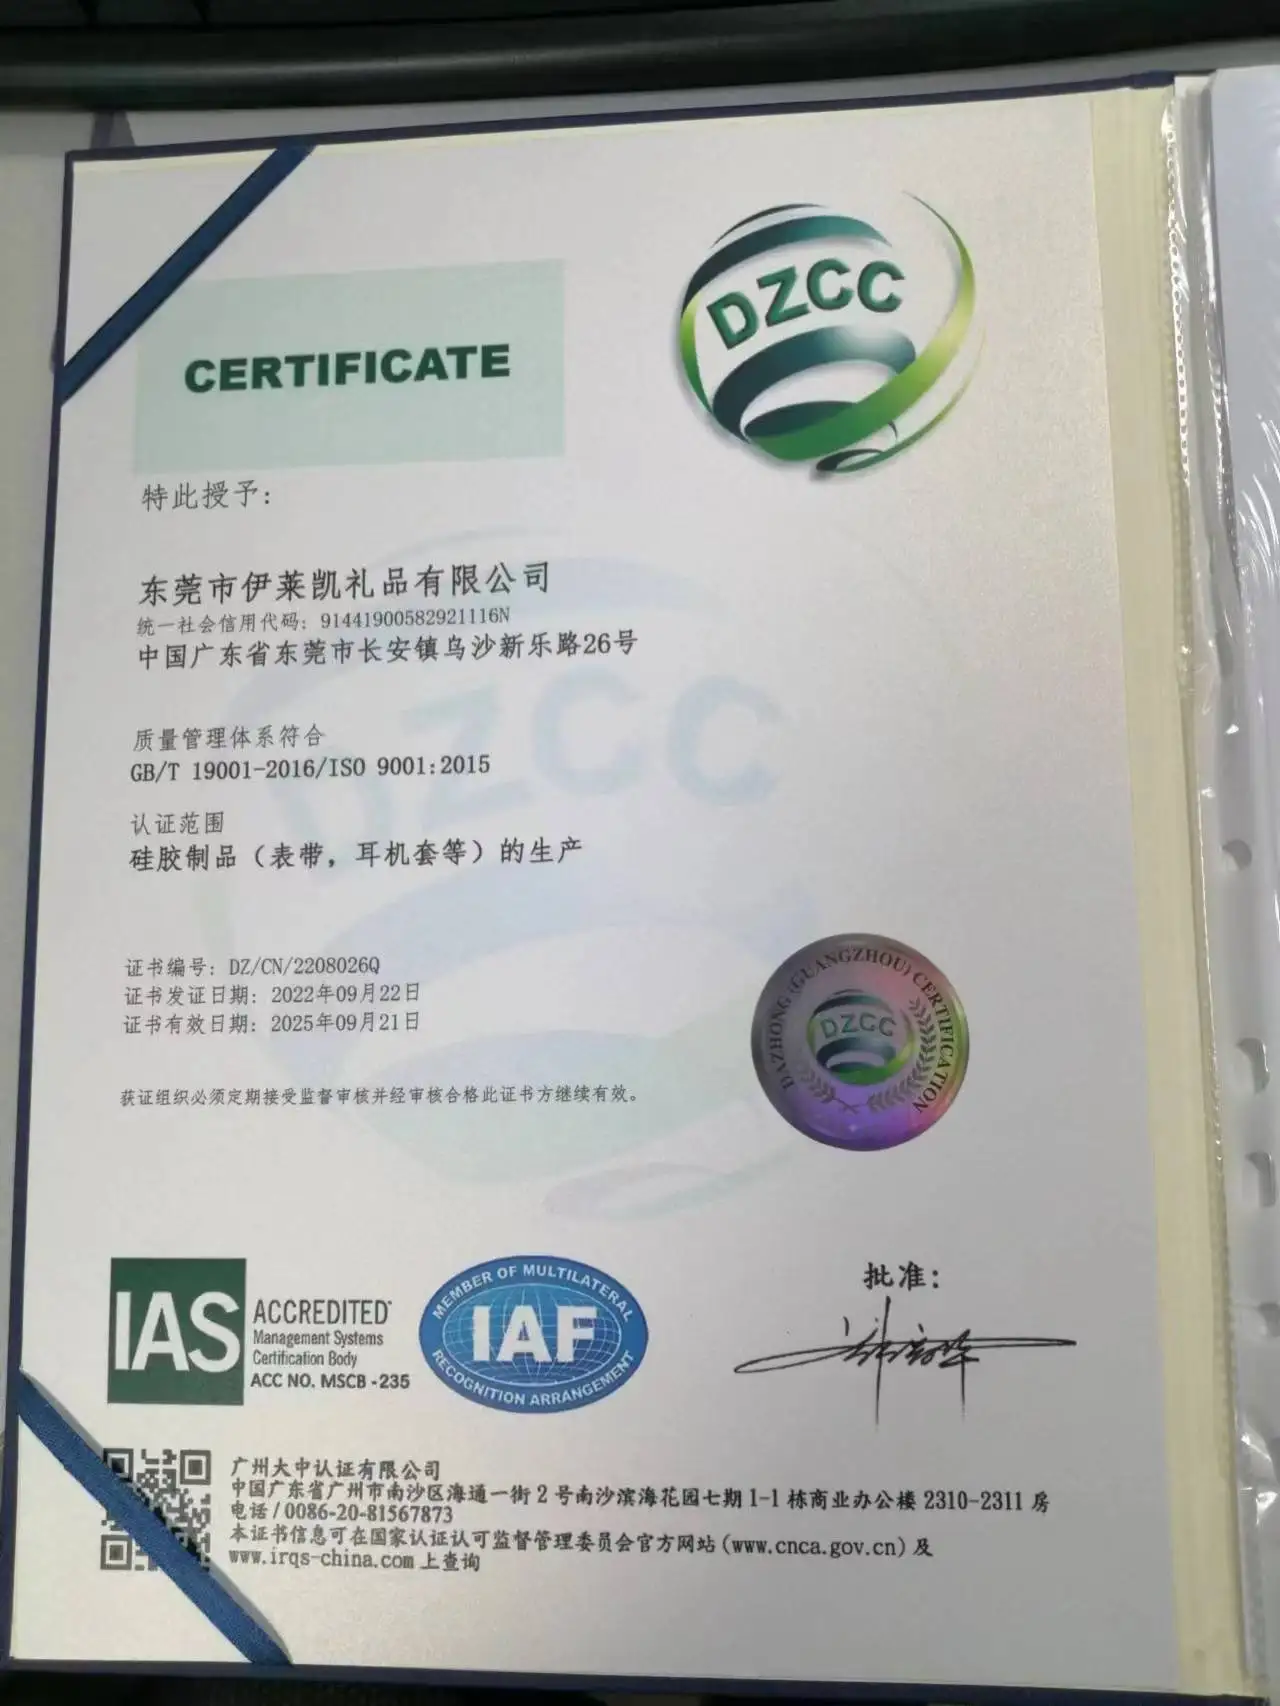 CERTIFICATE
DZCC
特此授予：
东莞市伊莱凯礼品有限公司
统一社会信用代码：91441900582921116N
中国广东省东莞市长安镇乌沙新乐路26号
质量管理体系符合
GB/T 19001-2016/ISO 9001:2015
认证范围
硅胶制品（表带，耳机套等）的生产
证书编号：DZ/CN/2208026Q
证书发证日期：2022年09月22日
证书有效日期：2025年09月21日
获证组织必须定期接受监督审核并经审核合格此证书方继续有效。
DAZHONG (GUANGZHOU) CERTIFICATION
DZCC
IAS
ACCREDITED
Management Systems
Certification Body
ACC NO. MSCB -235
MEMBER OF MULTILATERAL
IAF
RECOGNITION ARRANGEMENT
批准：
广州大中认证有限公司
中国广东省广州市南沙区海通一街 2 号南沙滨海花园七期 1-1 栋商业办公楼 2310-2311 房
电话 / 0086-20-81567873
本证书信息可在国家认证认可监督管理委员会官方网站 (www.cnca.gov.cn) 及
www.irqs-china.com 上查询